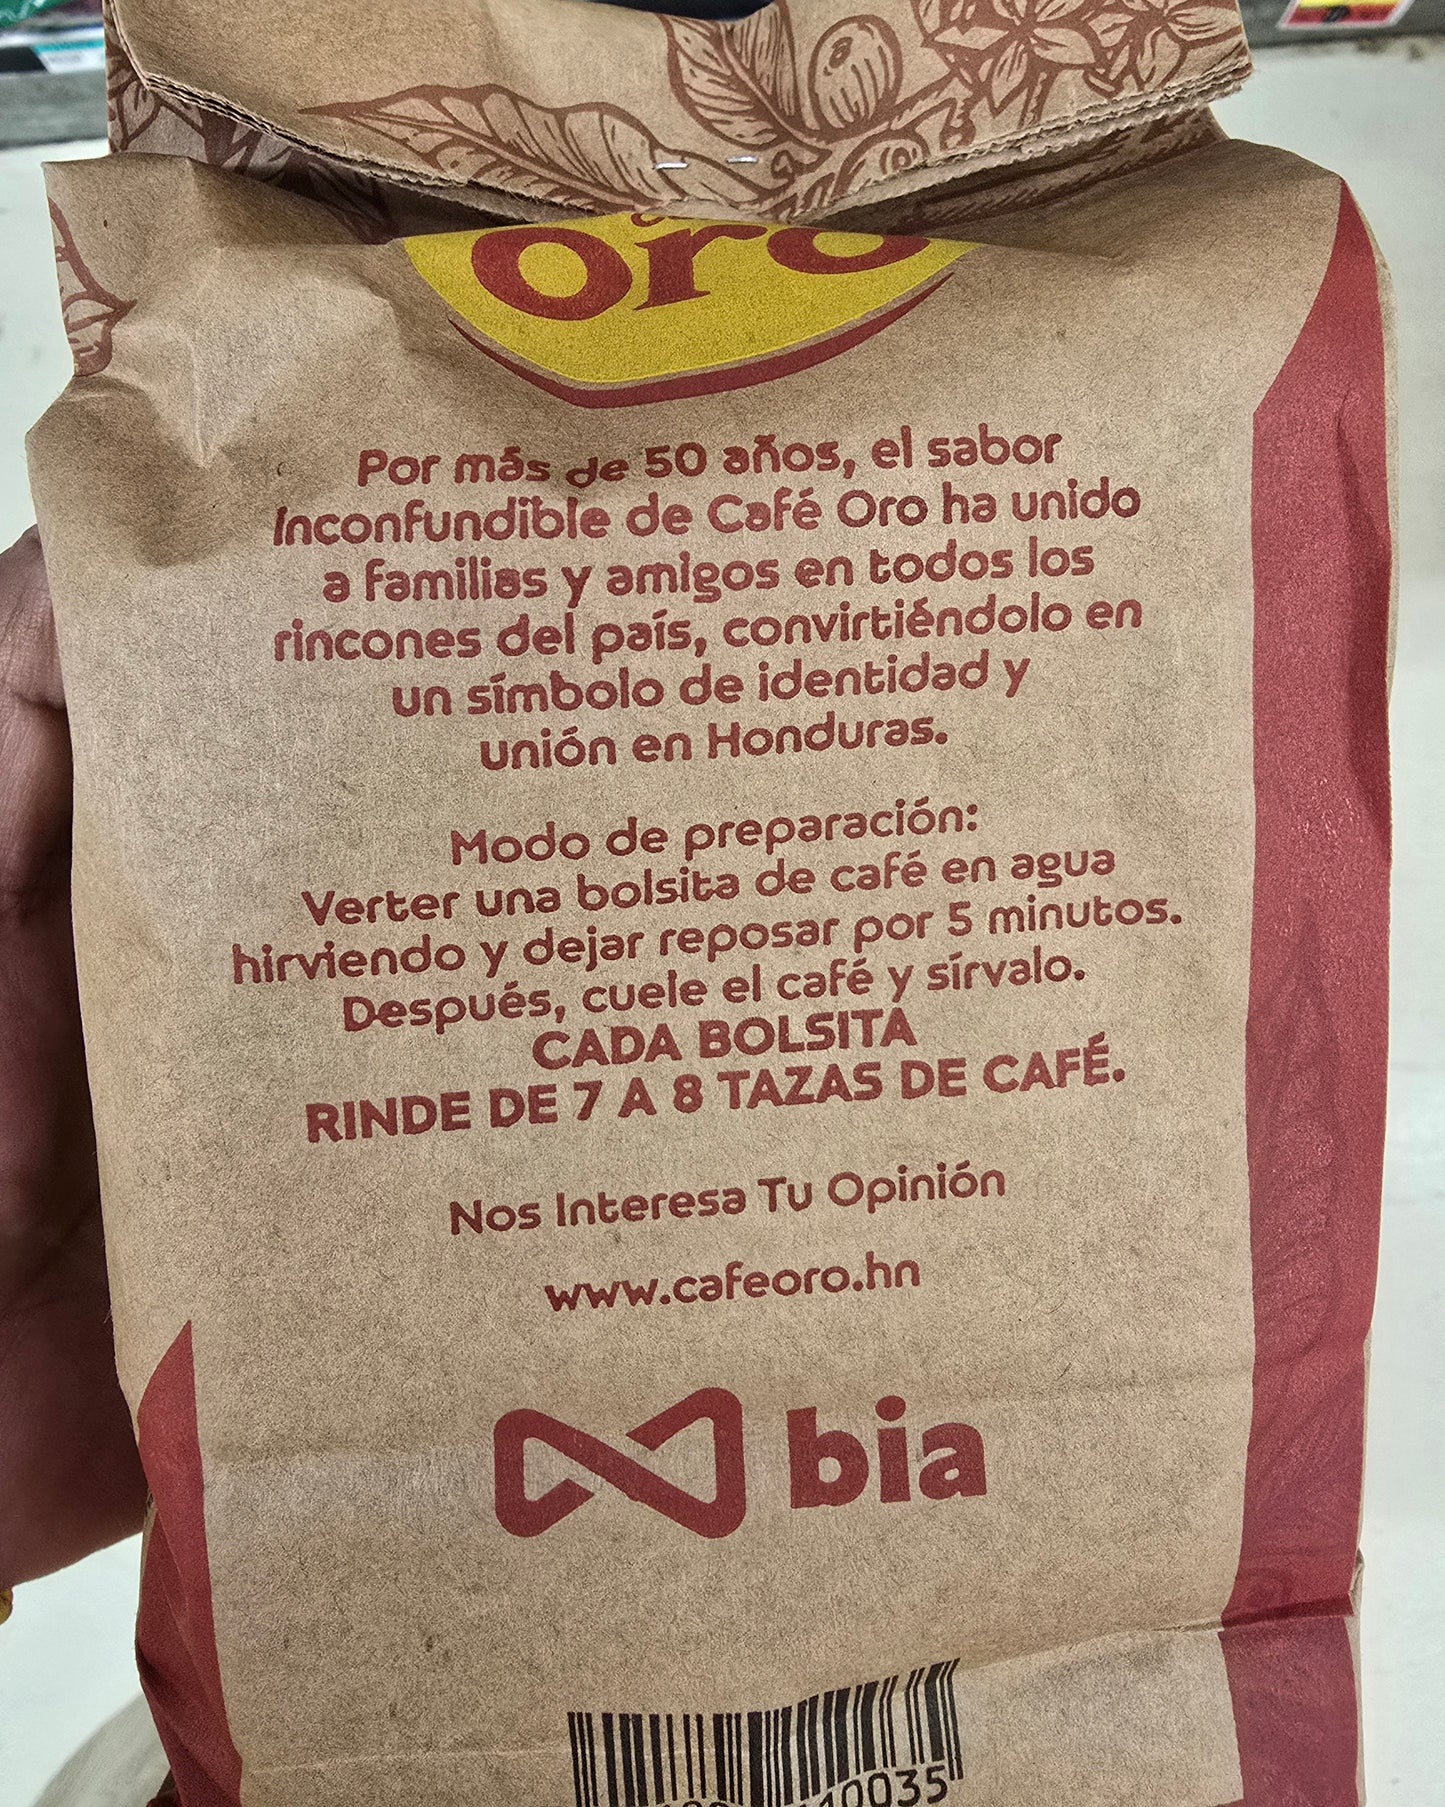 oro
Por más de 50 años, el sabor
inconfundible de Café Oro ha unido
a familias y amigos en todos los
rincones del país, convirtiéndolo en
un símbolo de identidad y
unión en Honduras.
Modo de preparación:
Verter una bolsita de café en agua
hirviendo y dejar reposar por 5 minutos.
Después, cuele el café y sírvalo.
CADA BOLSITA
RINDE DE 7 A 8 TAZAS DE CAFÉ.
Nos Interesa Tu Opinión
www.cafeoro.hn
bia